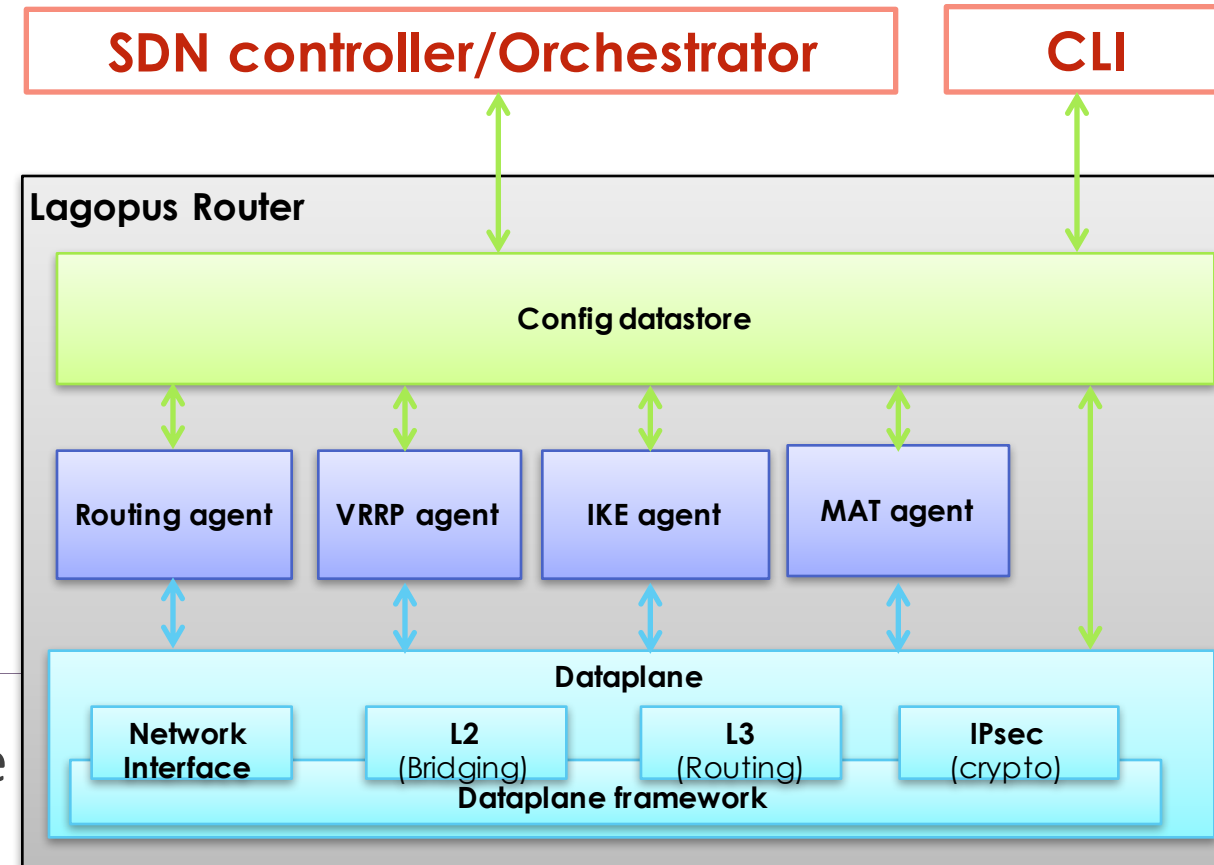 SDN controller/Orchestrator
CLI
Lagopus Router
Config datastore
Routing agent
VRRP agent
IKE agent
MAT agent
Dataplane
Network
Interface
L2
(Bridging)
L3
(Routing)
IPsec
(crypto)
Dataplane framework
e